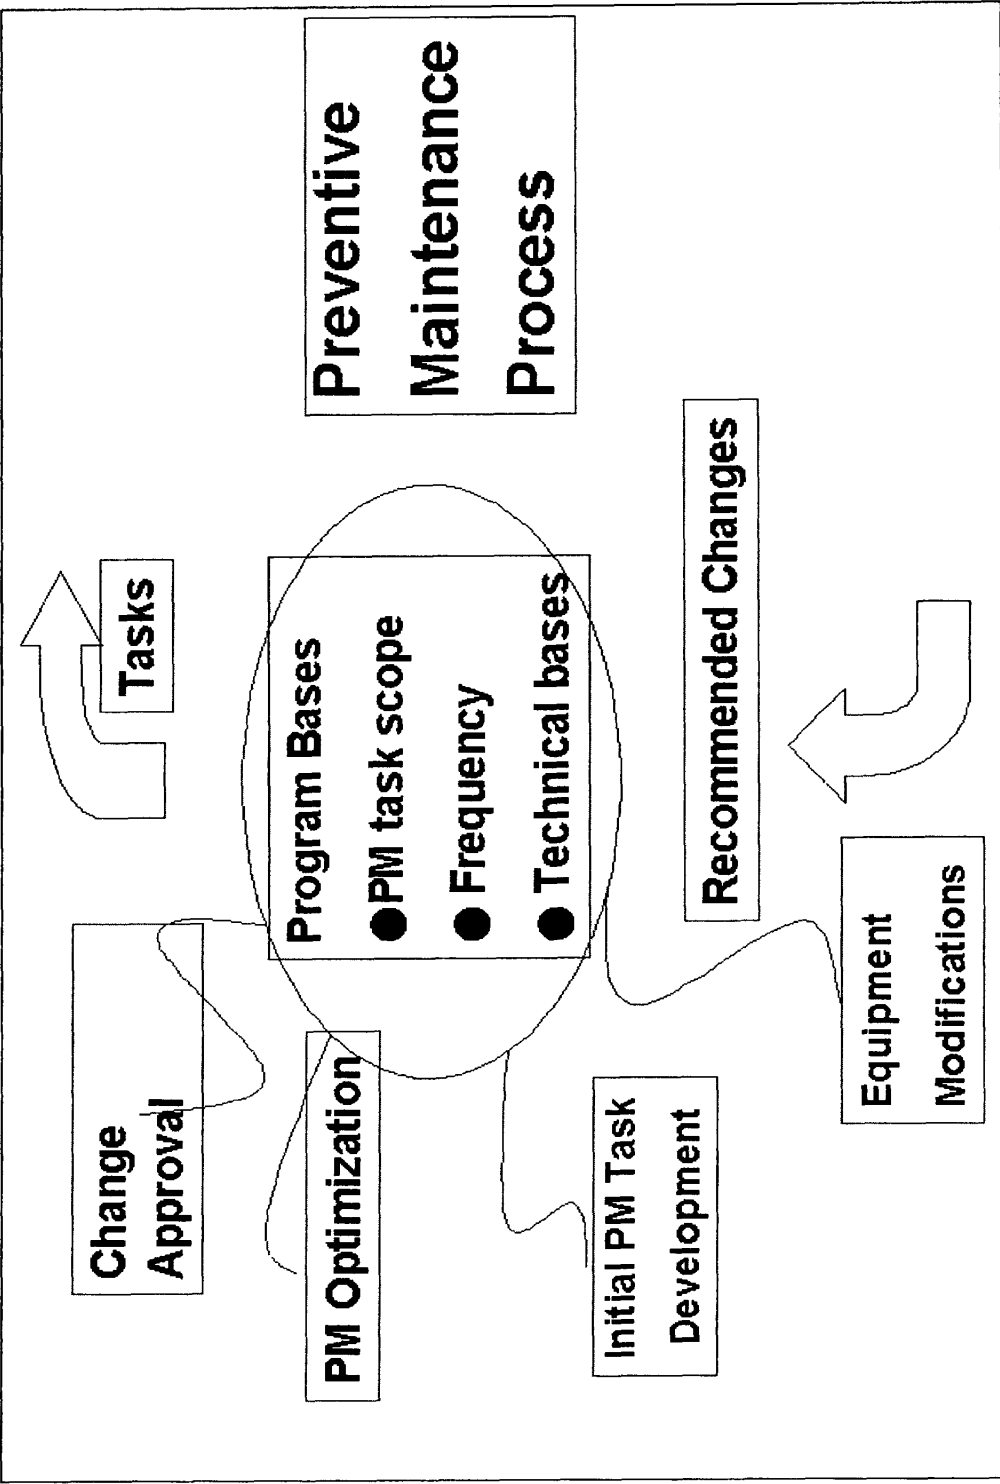 Change
Approval
Tasks
PM Optimization
Program Bases
PM task scope
Frequency
Technical bases
Preventive
Maintenance
Process
Initial PM Task
Development
Recommended Changes
Equipment
Modifications